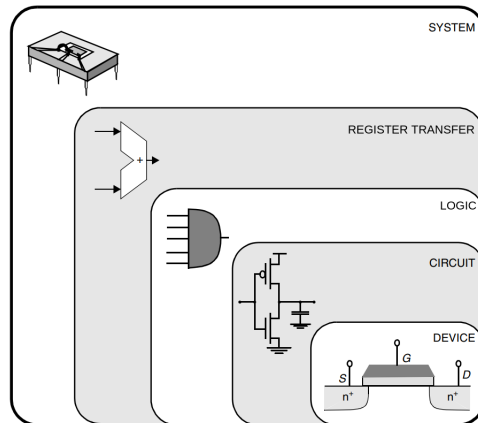 SYSTEM
REGISTER TRANSFER
+
LOGIC
CIRCUIT
DEVICE
G
S
D
n+
n+